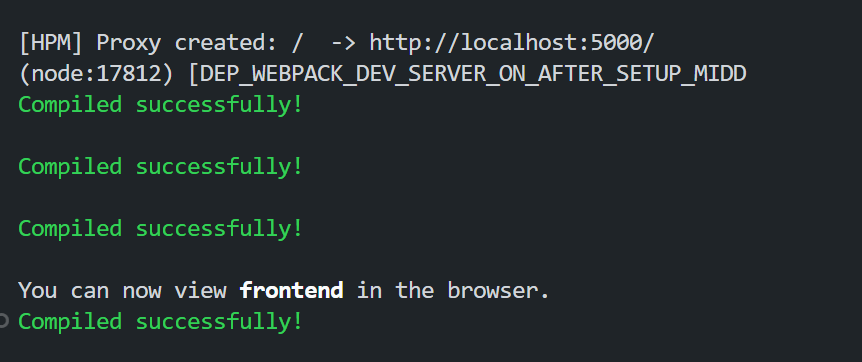 [HPM] Proxy created: /  -> http://localhost:5000/
(node:17812) [DEP_WEBPACK_DEV_SERVER_ON_AFTER_SETUP_MIDD
Compiled successfully!
Compiled successfully!
Compiled successfully!
You can now view frontend in the browser.
Compiled successfully!